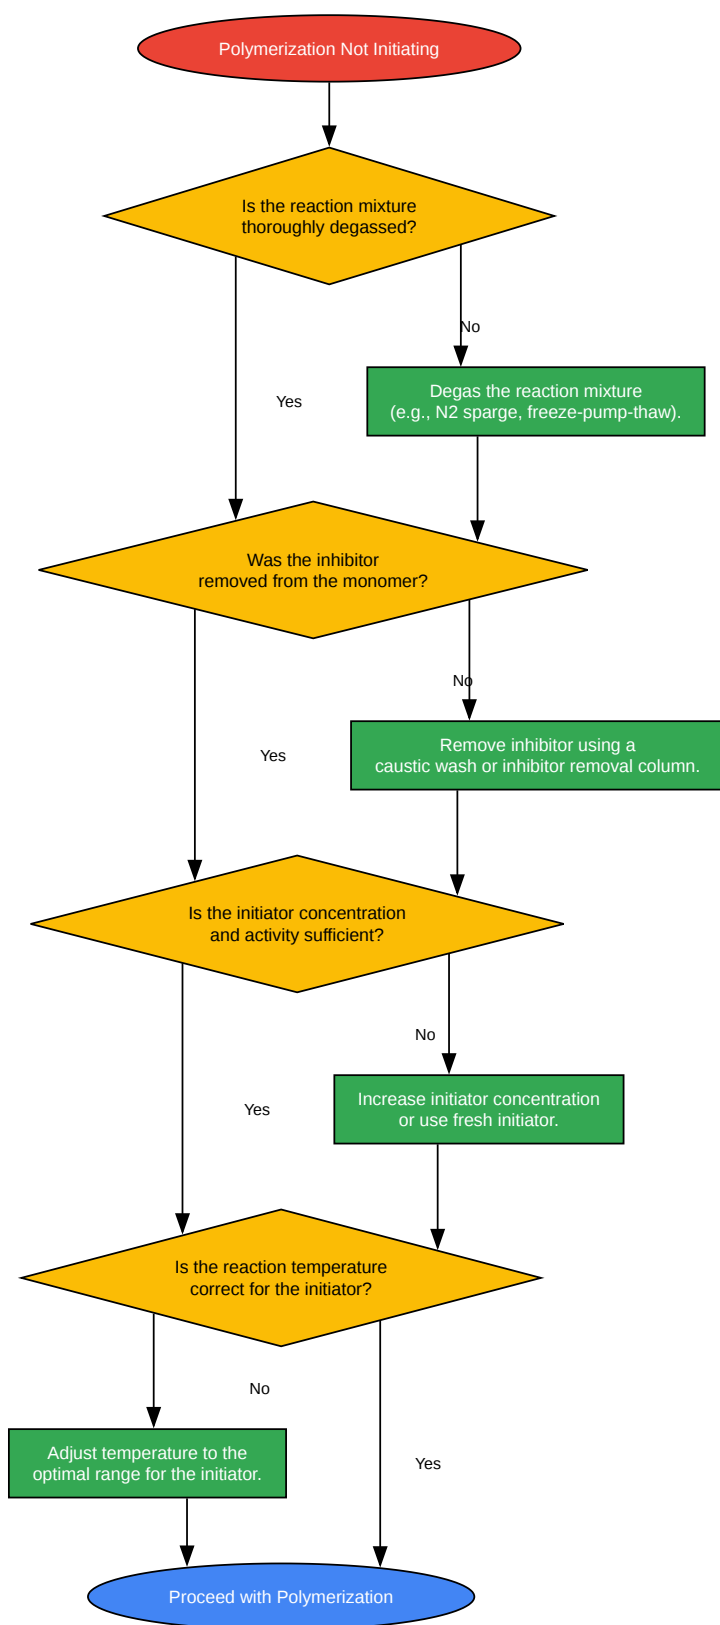 Polymerization Not Initiating
Is the reaction mixture
thoroughly degassed?
No
Yes
Degas the reaction mixture
(e.g., N2 sparge, freeze-pump-thaw).
Was the inhibitor
removed from the monomer?
No
Yes
Remove inhibitor using a
caustic wash or inhibitor removal column.
Is the initiator concentration
and activity sufficient?
No
Yes
Increase initiator concentration
or use fresh initiator.
Is the reaction temperature
correct for the initiator?
No
Yes
Adjust temperature to the
optimal range for the initiator.
Proceed with Polymerization